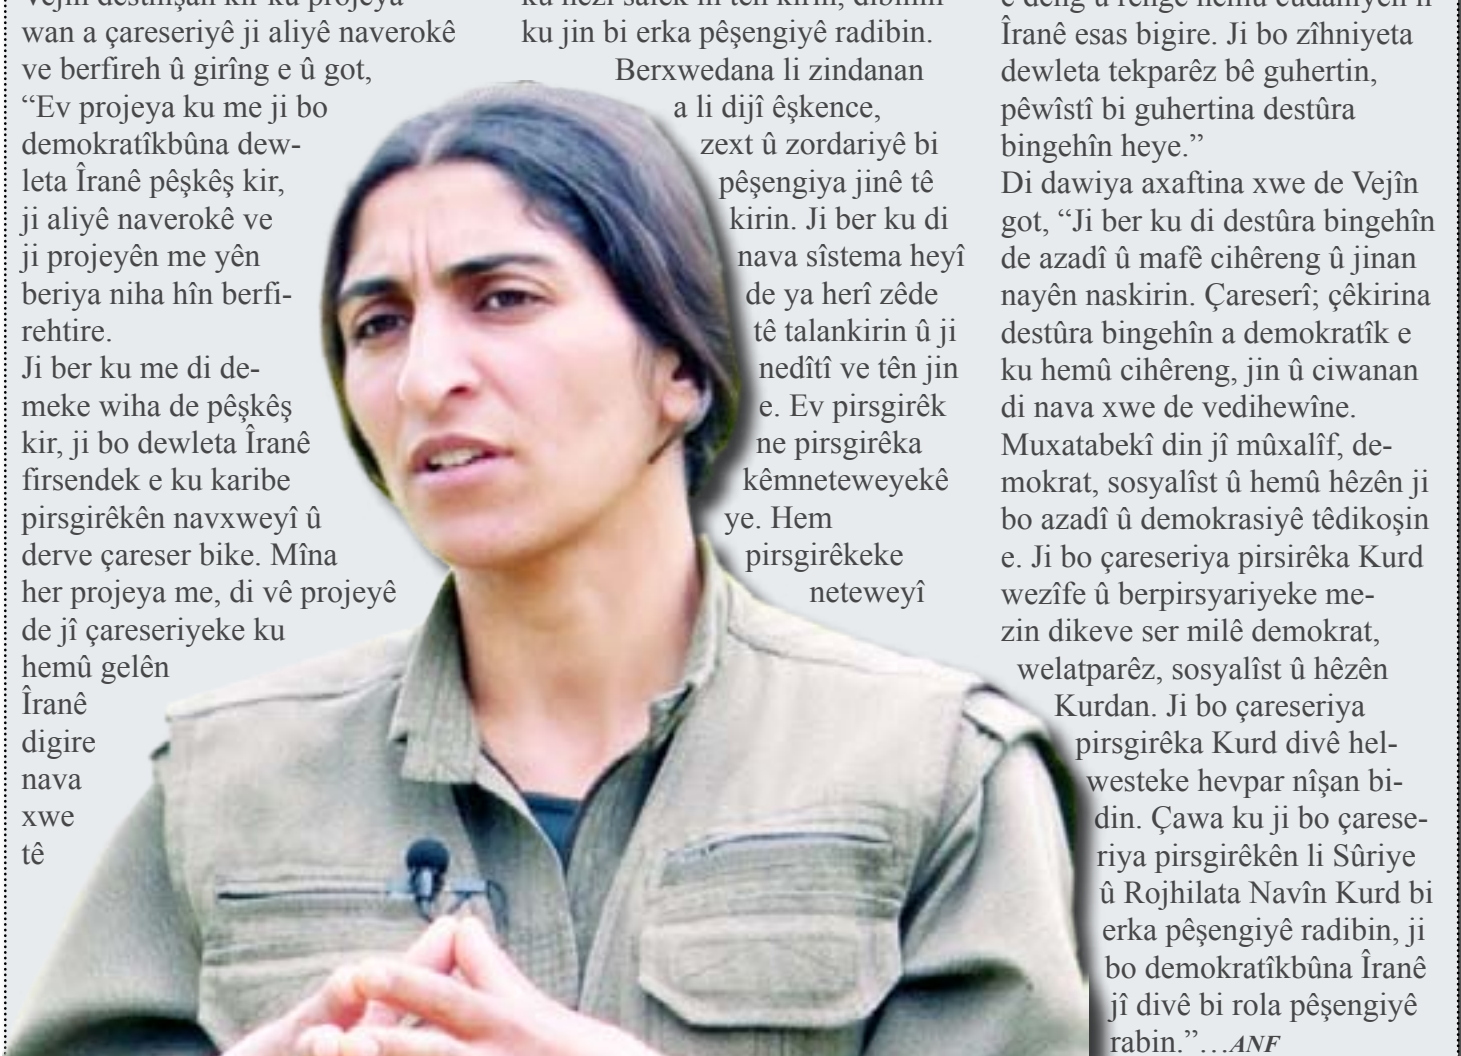 Vejîn destnîşan kir ku projeya
wan a çareseriyê ji aliyê naverokê
ve berfireh û girîng e û got,
“Ev projeya ku me ji bo
demokratîkbûna dew-
leta Îranê pêşkêş kir,
ji aliyê naverokê ve
ji projeyên me yên
beriya niha hîn berfi-
rehtire.
Ji ber ku me di de-
meke wiha de pêşkêş
kir, ji bo dewleta Îranê
firsendek e ku karibe
pirsgirêkên navxweyî û
derve çareser bike. Mîna
her projeya me, di vê projeyê
de jî çareseriyeke ku
hemû gelên
Îranê
digire
nava
xwe
tê
ku jin bi erka pêşengiyê radibin.
Berxwedana li zindanan
a li dijî êşkence,
zext û zordariyê bi
pêşengiya jinê tê
kirin. Ji ber ku di
nava sîstema heyî
de ya herî zêde
tê talankirin û ji
nedîtî ve tên jin
e. Ev pirsgirêk
ne pirsgirêka
kêmneteweyekê
ye. Hem
pirsgirêkeke
neteweyî
Îranê esas bigire. Ji bo zîhniyeta
dewleta tekparêz bê guhertin,
pêwîstî bi guhertina destûra
bingehîn heye.”
Di dawiya axaftina xwe de Vejîn
got, “Ji ber ku di destûra bingehîn
de azadî û mafê cihêreng û jinan
nayên naskirin. Çareserî; çêkirina
destûra bingehîn a demokratîk e
ku hemû cihêreng, jin û ciwanan
di nava xwe de vedihewîne.
Muxatabekî din jî mûxalîf, de-
mokrat, sosyalîst û hemû hêzên ji
bo azadî û demokrasiyê têdikoşin
e. Ji bo çareseriya pirsirêka Kurd
wezîfe û berpirsyariyeke me-
zin dikeve ser milê demokrat,
welatparêz, sosyalîst û hêzên
Kurdan. Ji bo çareseriya
pirsgirêka Kurd divê hel-
westeke hevpar nîşan bi-
din. Çawa ku ji bo çarese-
riya pirsgirêkên li Sûriye
û Rojhilata Navîn Kurd bi
erka pêşengiyê radibin, ji
bo demokratîkbûna Îranê
jî divê bi rola pêşengiyê
rabin.”…ANF